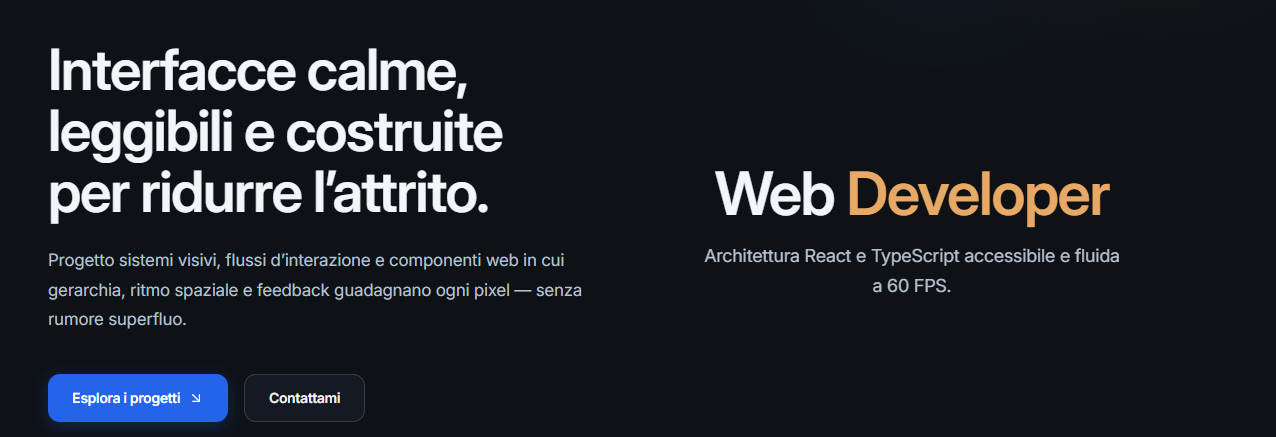 Interfacce calme,
leggibili e costruite
per ridurre l’attrito.
Progetto sistemi visivi, flussi d’interazione e componenti web in cui
gerarchia, ritmo spaziale e feedback guadagnano ogni pixel — senza
rumore superfluo.
Esplora i progetti
Contattami
Web Developer
Architettura React e TypeScript accessibile e fluida
a 60 FPS.